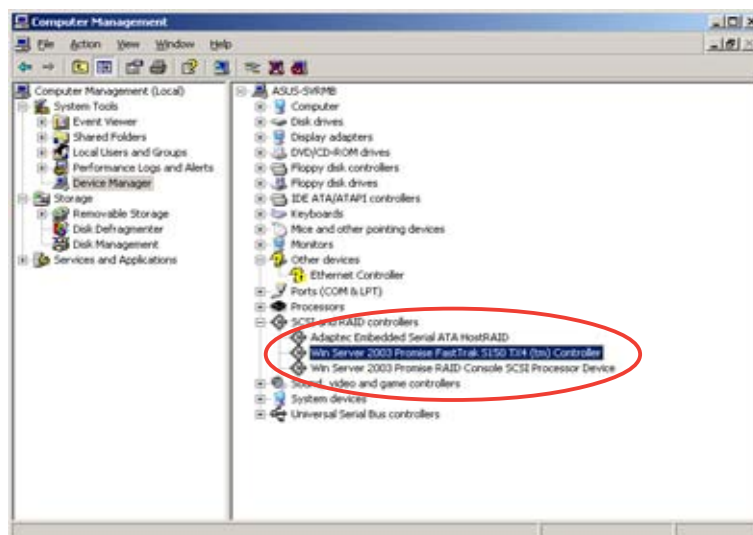 Computer Management
File Action View Window Help
Computer Management (Local)
System Tools
Event Viewer
Shared Folders
Local Users and Groups
Performance Logs and Alerts
Device Manager
Storage
Removable Storage
Disk Defragmenter
Disk Management
Services and Applications
ASUS-SVRMB
Computer
Disk drives
Display adapters
DVD/CD-ROM drives
Floppy disk controllers
Floppy disk drives
IDE ATA/ATAPI controllers
Keyboards
Mice and other pointing devices
Monitors
Other devices
Ethernet Controller
Ports (COM & LPT)
Processors
SCSI and RAID controllers
Adaptec Embedded Serial ATA HostRAID
Win Server 2003 Promise FastTrak S150 TX4 (tm) Controller
Win Server 2003 Promise RAID Console SCSI Processor Device
Sound, video and game controllers
System devices
Universal Serial Bus controllers